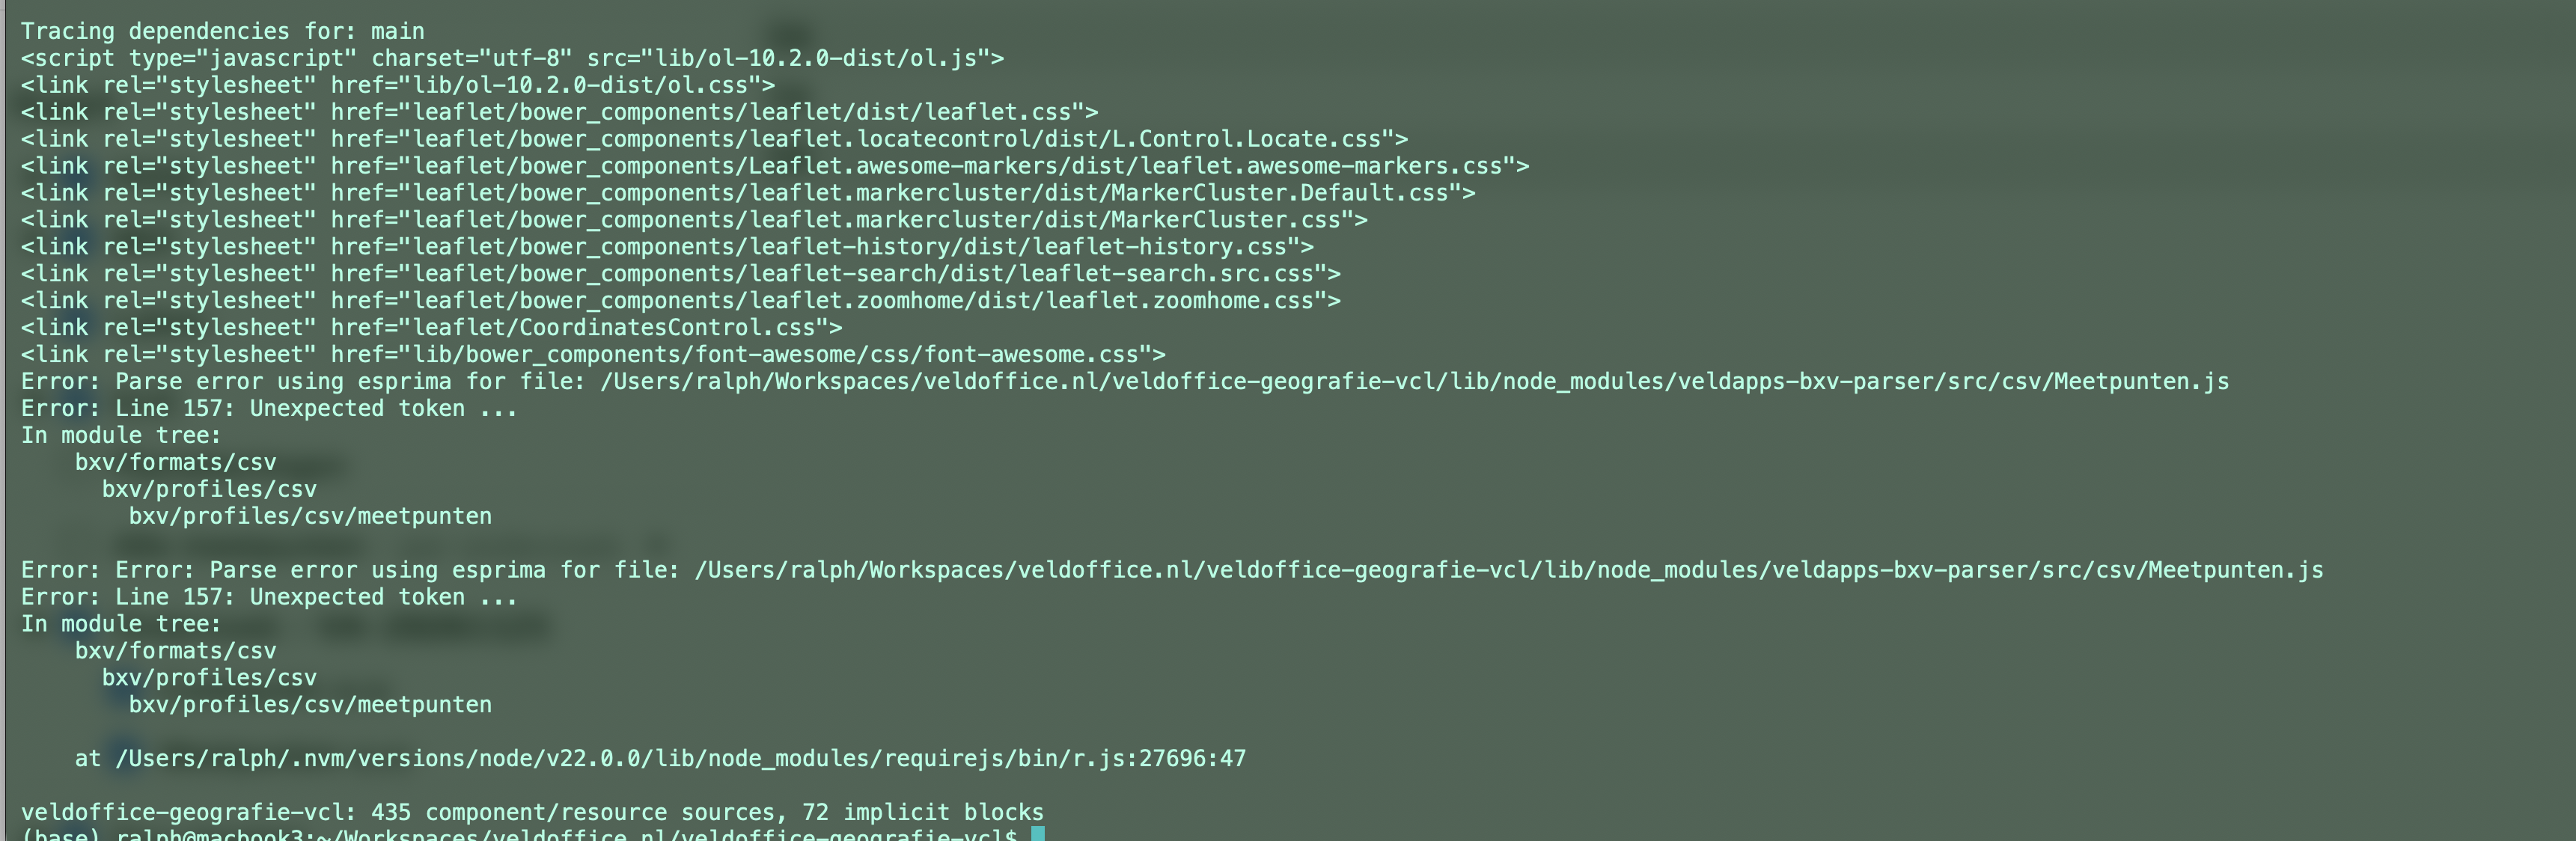 Tracing dependencies for: main
<script type="javascript" charset="utf-8" src="lib/ol-10.2.0-dist/ol.js">
<link rel="stylesheet" href="lib/ol-10.2.0-dist/ol.css">
<link rel="stylesheet" href="leaflet/bower_components/leaflet/dist/leaflet.css">
<link rel="stylesheet" href="leaflet/bower_components/leaflet.locatecontrol/dist/L.Control.Locate.css">
<link rel="stylesheet" href="leaflet/bower_components/Leaflet.awesome-markers/dist/leaflet.awesome-markers.css">
<link rel="stylesheet" href="leaflet/bower_components/leaflet.markercluster/dist/MarkerCluster.Default.css">
<link rel="stylesheet" href="leaflet/bower_components/leaflet.markercluster/dist/MarkerCluster.css">
<link rel="stylesheet" href="leaflet/bower_components/leaflet-history/dist/leaflet-history.css">
<link rel="stylesheet" href="leaflet/bower_components/leaflet-search/dist/leaflet-search.src.css">
<link rel="stylesheet" href="leaflet/bower_components/leaflet.zoomhome/dist/leaflet.zoomhome.css">
<link rel="stylesheet" href="leaflet/CoordinatesControl.css">
<link rel="stylesheet" href="lib/bower_components/font-awesome/css/font-awesome.css">
Error: Parse error using esprima for file: /Users/ralph/Workspaces/veldoffice.nl/veldoffice-geografie-vcl/lib/node_modules/veldapps-bxv-parser/src/csv/Meetpunten.js
Error: Line 157: Unexpected token ...
In module tree:
    bxv/formats/csv
      bxv/profiles/csv
        bxv/profiles/csv/meetpunten
Error: Error: Parse error using esprima for file: /Users/ralph/Workspaces/veldoffice.nl/veldoffice-geografie-vcl/lib/node_modules/veldapps-bxv-parser/src/csv/Meetpunten.js
Error: Line 157: Unexpected token ...
In module tree:
    bxv/formats/csv
      bxv/profiles/csv
        bxv/profiles/csv/meetpunten
    at /Users/ralph/.nvm/versions/node/v22.0.0/lib/node_modules/requirejs/bin/r.js:27696:47
veldoffice-geografie-vcl: 435 component/resource sources, 72 implicit blocks
(base) ralph@macbook3:~/Workspaces/veldoffice.nl/veldoffice-geografie-vcl$